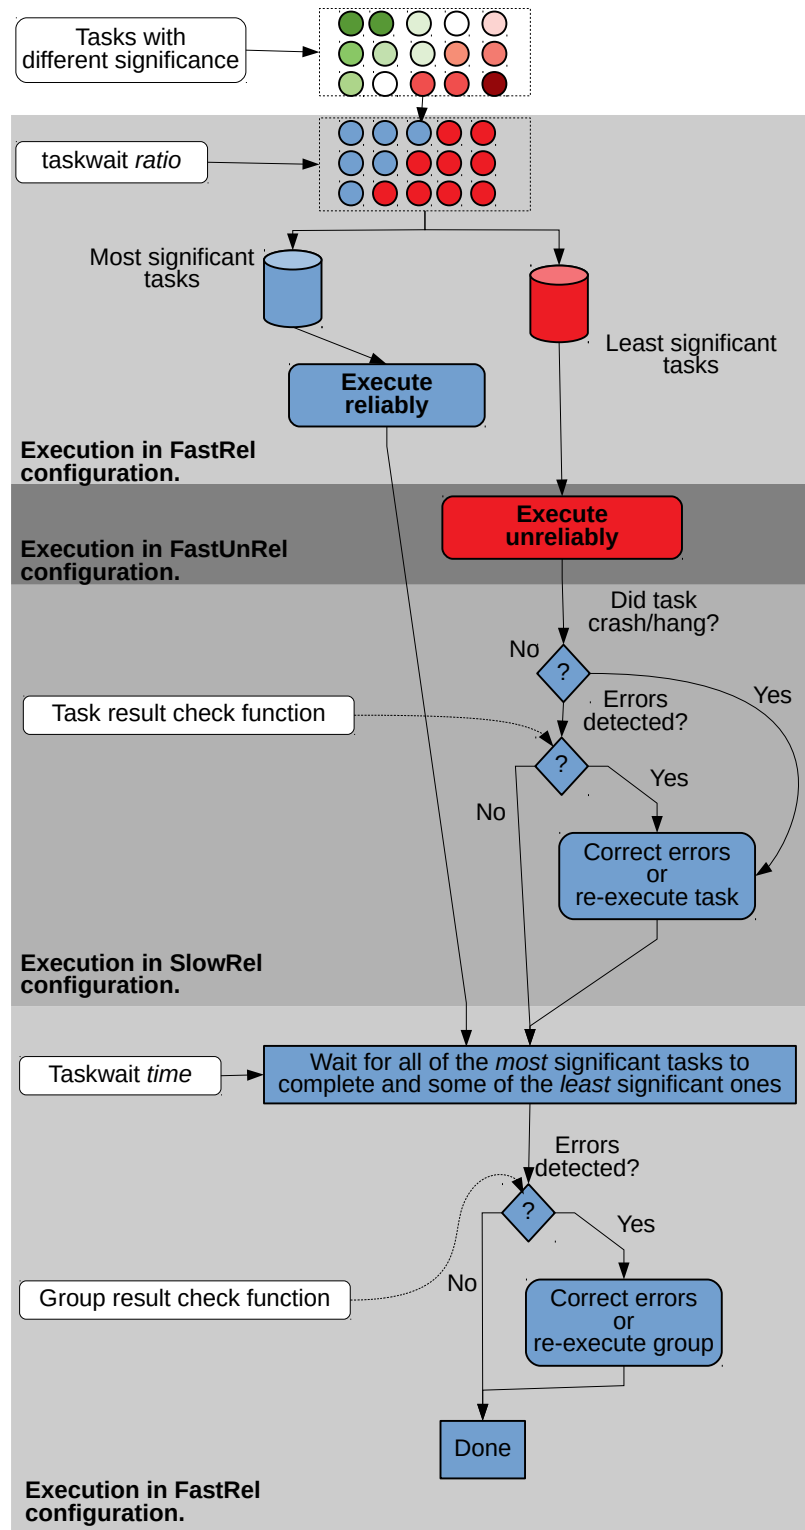 Tasks with
different significance
taskwait ratio
Most significant
tasks
Least significant
tasks
Execute
reliably
Execution in FastRel
configuration.
Execute
unreliably
Execution in FastUnRel
configuration.
Did task
crash/hang?
No
?
Yes
Errors
detected?
Task result check function
?
Yes
No
Correct errors
or
re-execute task
Execution in SlowRel
configuration.
Wait for all of the most significant tasks to
complete and some of the least significant ones
Taskwait time
Errors
detected?
?
Yes
No
Group result check function
Correct errors
or
re-execute group
Done
Execution in FastRel
configuration.